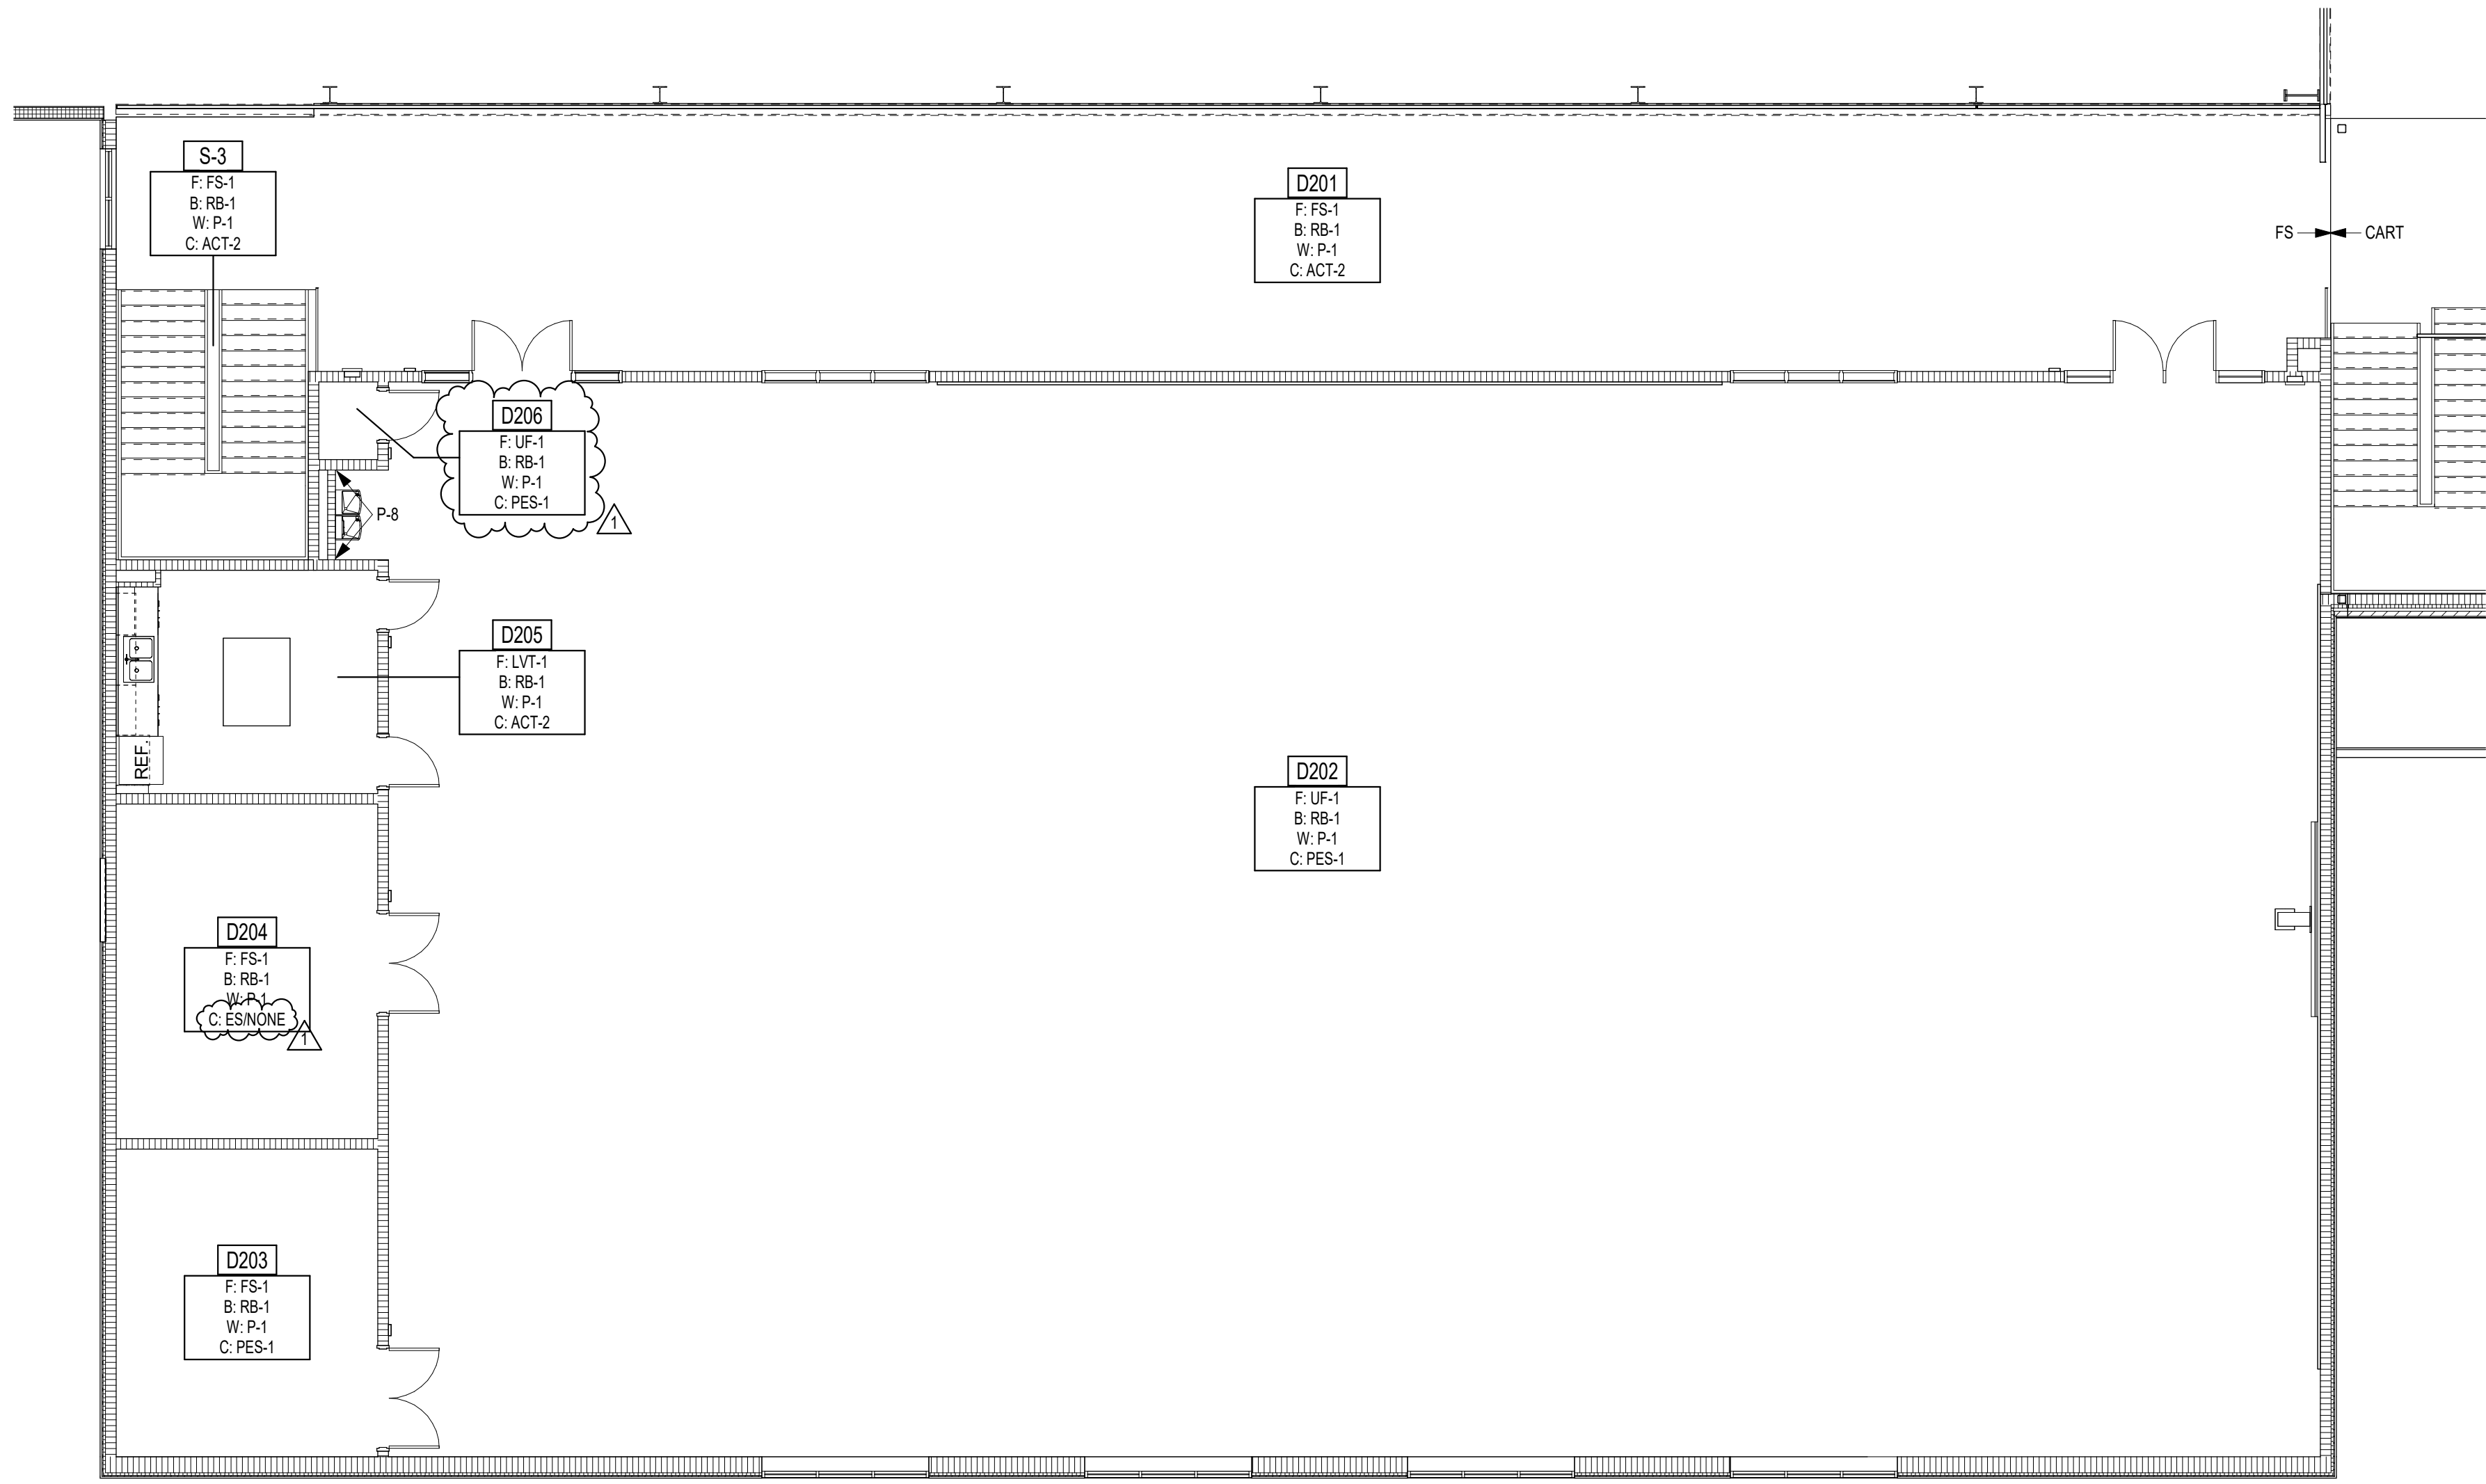 S-3
F: FS-1
B: RB-1
W: P-1
C: ACT-2
D201
F: FS-1
B: RB-1
W: P-1
C: ACT-2
FS
CART
D206
F: UF-1
B: RB-1
W: P-1
C: PES-1
1
P-8
D205
F: LVT-1
B: RB-1
W: P-1
C: ACT-2
REF.
D202
F: UF-1
B: RB-1
W: P-1
C: PES-1
D204
F: FS-1
B: RB-1
W: P-1
C: ES/NONE
1
D203
F: FS-1
B: RB-1
W: P-1
C: PES-1